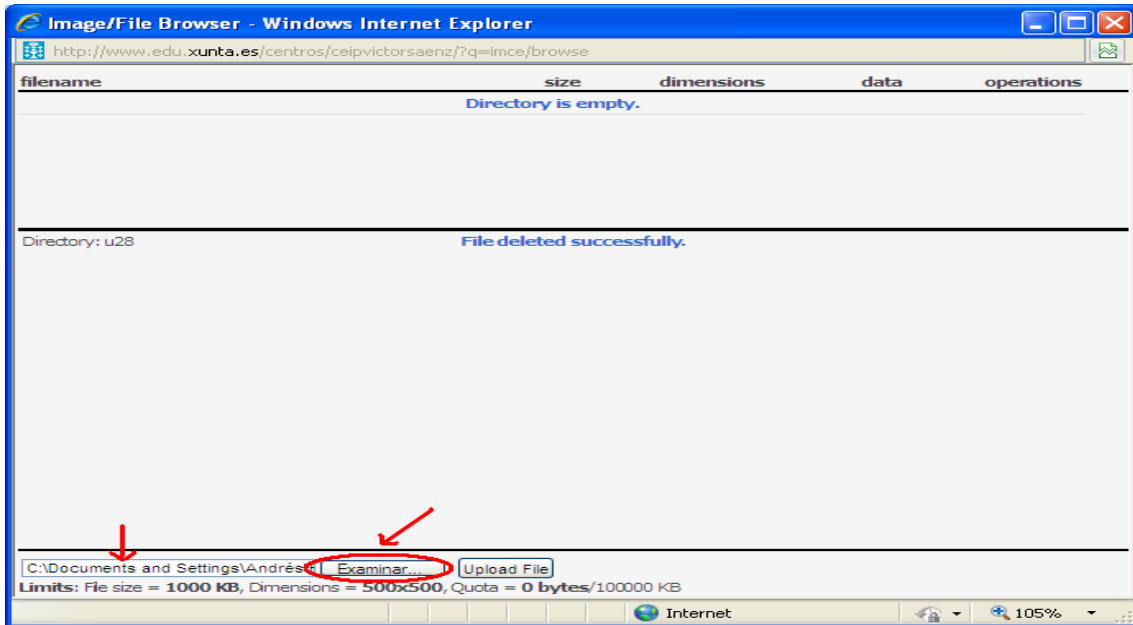 Image/File Browser - Windows Internet Explorer
http://www.edu.xunta.es/centros/ceipvictorsaenz/?q=imce/browse
filename size dimensions data operations
Directory is empty.
Directory: u28 File deleted successfully.
C:\Documents and Settings\Andrés Examinar... Upload File
Limits: File size = 1000 KB, Dimensions = 500x500, Quota = 0 bytes/100000 KB
Internet 105%